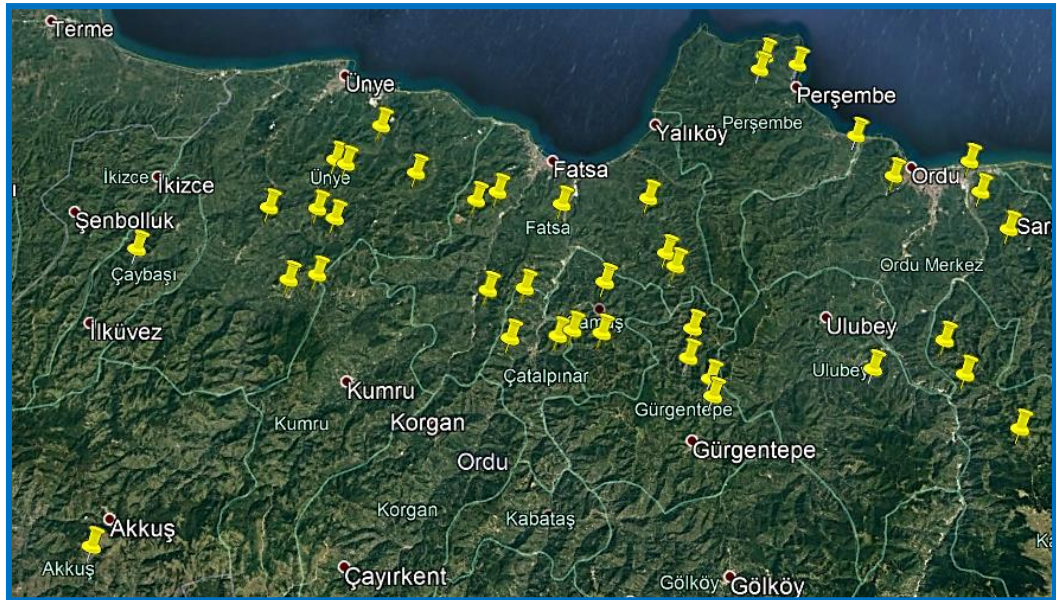 Terme
Ünye
Perşembe
Yalıköy
Perşembe
Fatsa
Ordu
İkizce
İkizce
Ünye
Şenbolluk
Fatsa
Sar
Çaybaşı
Ordu Merkez
İlküvez
Ulubey
Çatalpınar
Ulubey
Kumru
Gürgentepe
Kumru
Korgan
Gürgentepe
Ordu
Korgan
Kabataş
Akkuş
Akkuş
Çayırkent
Gölköy
Gölköy